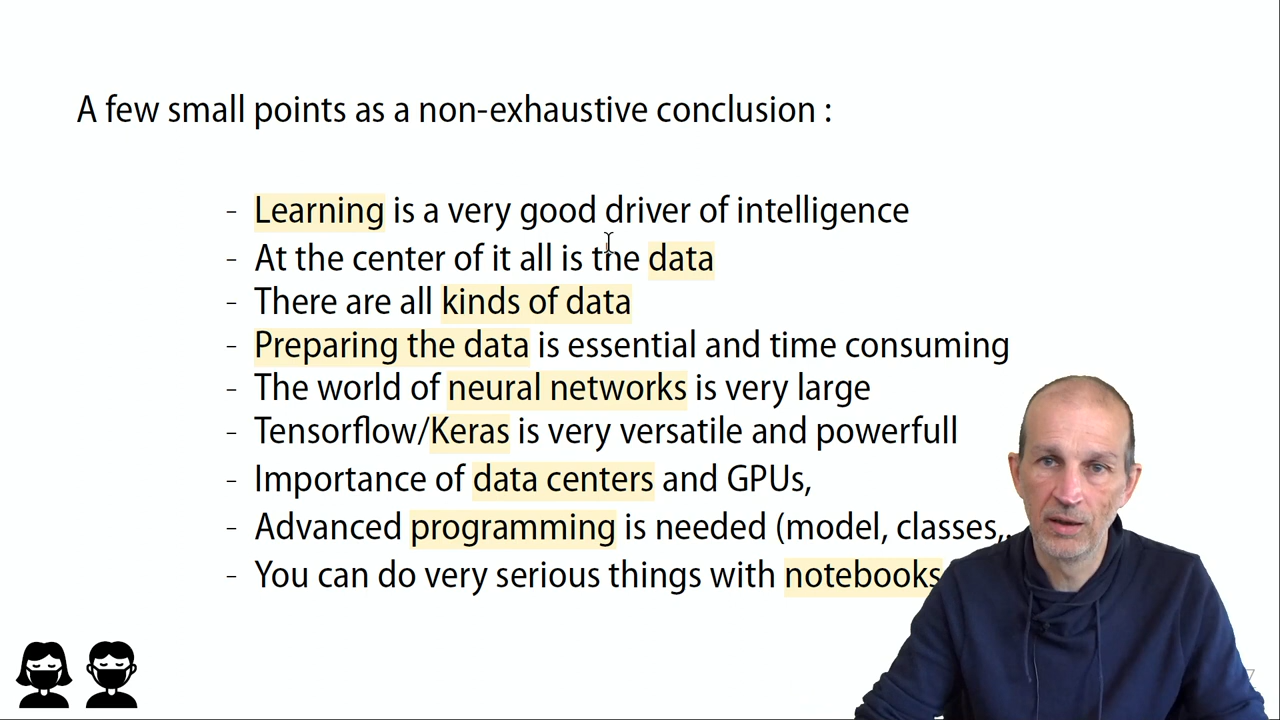 A few small points as a non-exhaustive conclusion :
- Learning is a very good driver of intelligence
- At the center of it all is the data
- There are all kinds of data
- Preparing the data is essential and time consuming
- The world of neural networks is very large
- Tensorflow/Keras is very versatile and powerfull
- Importance of data centers and GPUs,
- Advanced programming is needed (model, classes,.
- You can do very serious things with notebooks
7